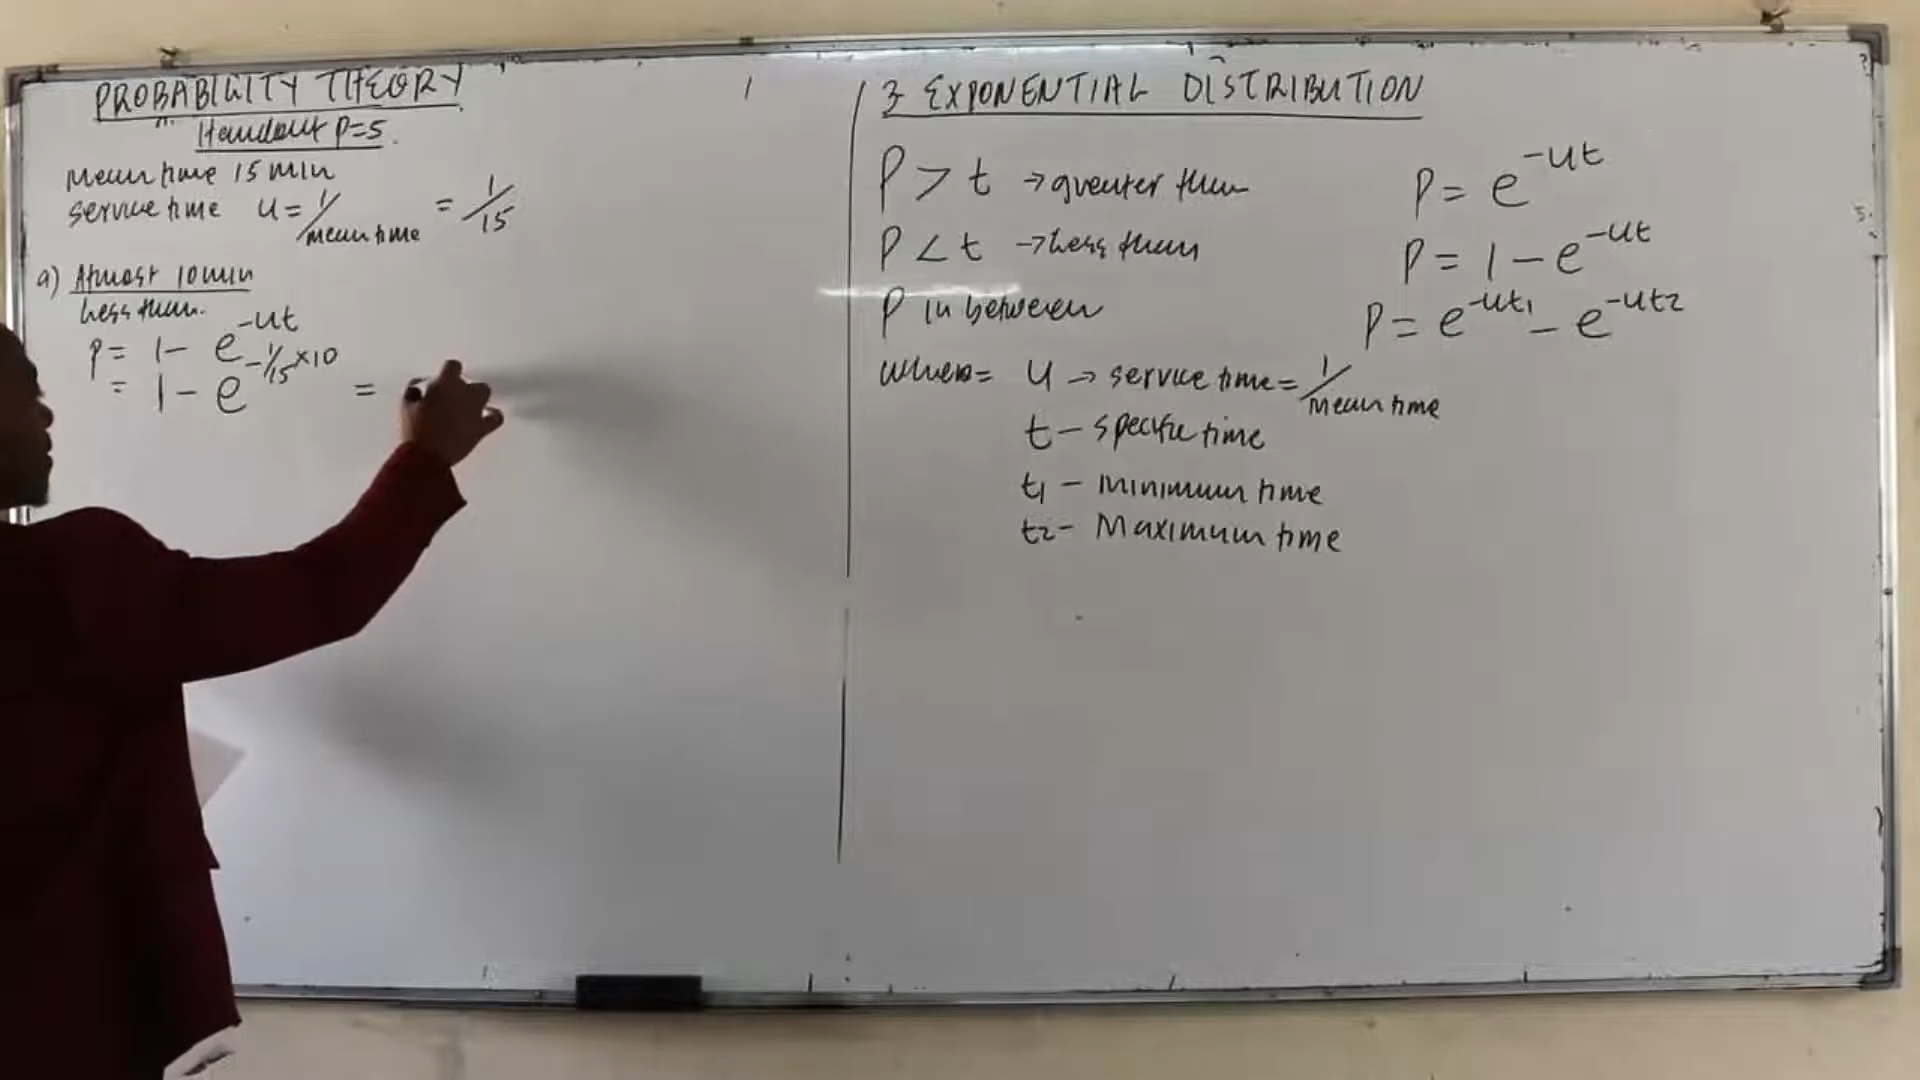 PROBABILITY THEORY
Handout P=5.
Mean time 15 min
service time u = 1/mean time = 1/15
a) Atmost 10 min
Less than.
P = 1 - e^-ut
= 1 - e^-1/15 × 10 =
3 EXPONENTIAL DISTRIBUTION
P > t → greater than P = e^-ut
P < t → Less than P = 1 - e^-ut
P in between P = e^-ut1 - e^-ut2
where = u → service time = 1/Mean time
t - specific time
t1 - minimum time
t2 - Maximum time